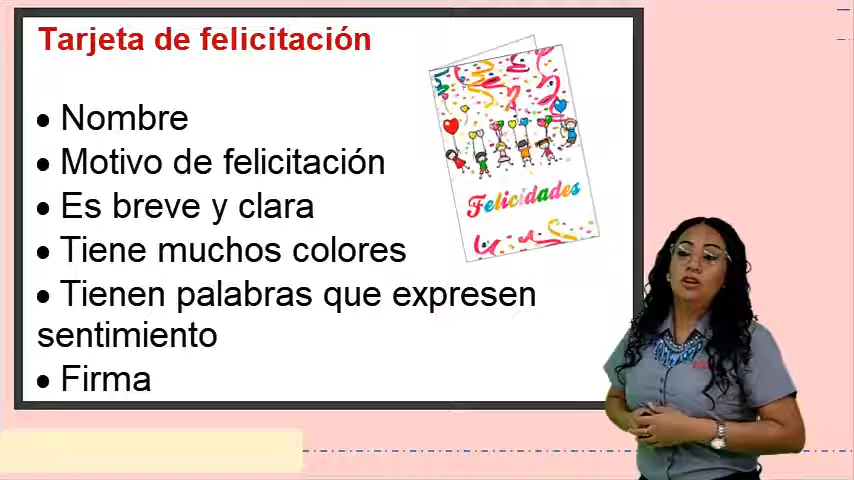 Tarjeta de felicitación
• Nombre
• Motivo de felicitación
• Es breve y clara
• Tiene muchos colores
• Tienen palabras que expresen
sentimiento
• Firma
Felicidades